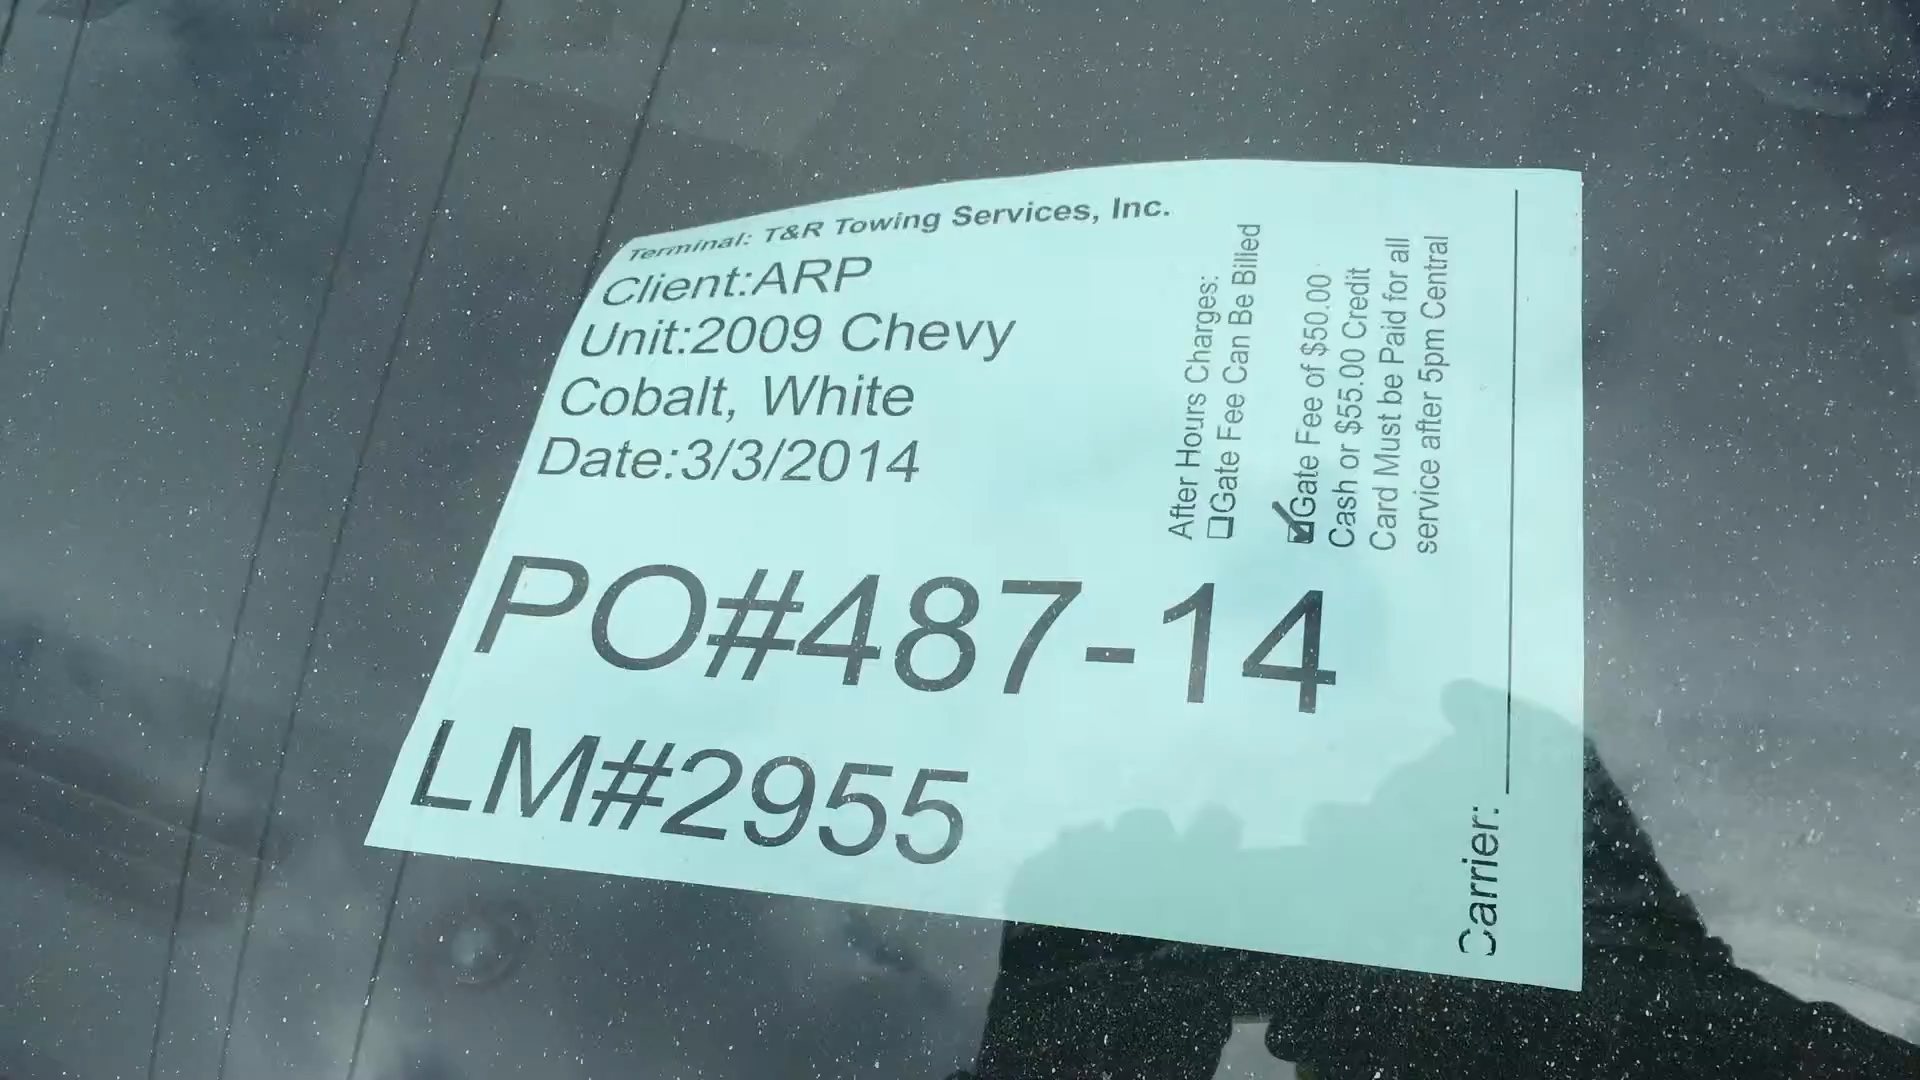 Terminal: T&R Towing Services, Inc.
Client:ARP
Unit:2009 Chevy
Cobalt, White
Date:3/3/2014
PO#487-14
LM#2955
After Hours Charges:
☐Gate Fee Can Be Billed
☑Gate Fee of $50.00
Cash or $55.00 Credit
Card Must be Paid for all
service after 5pm Central
Carrier: